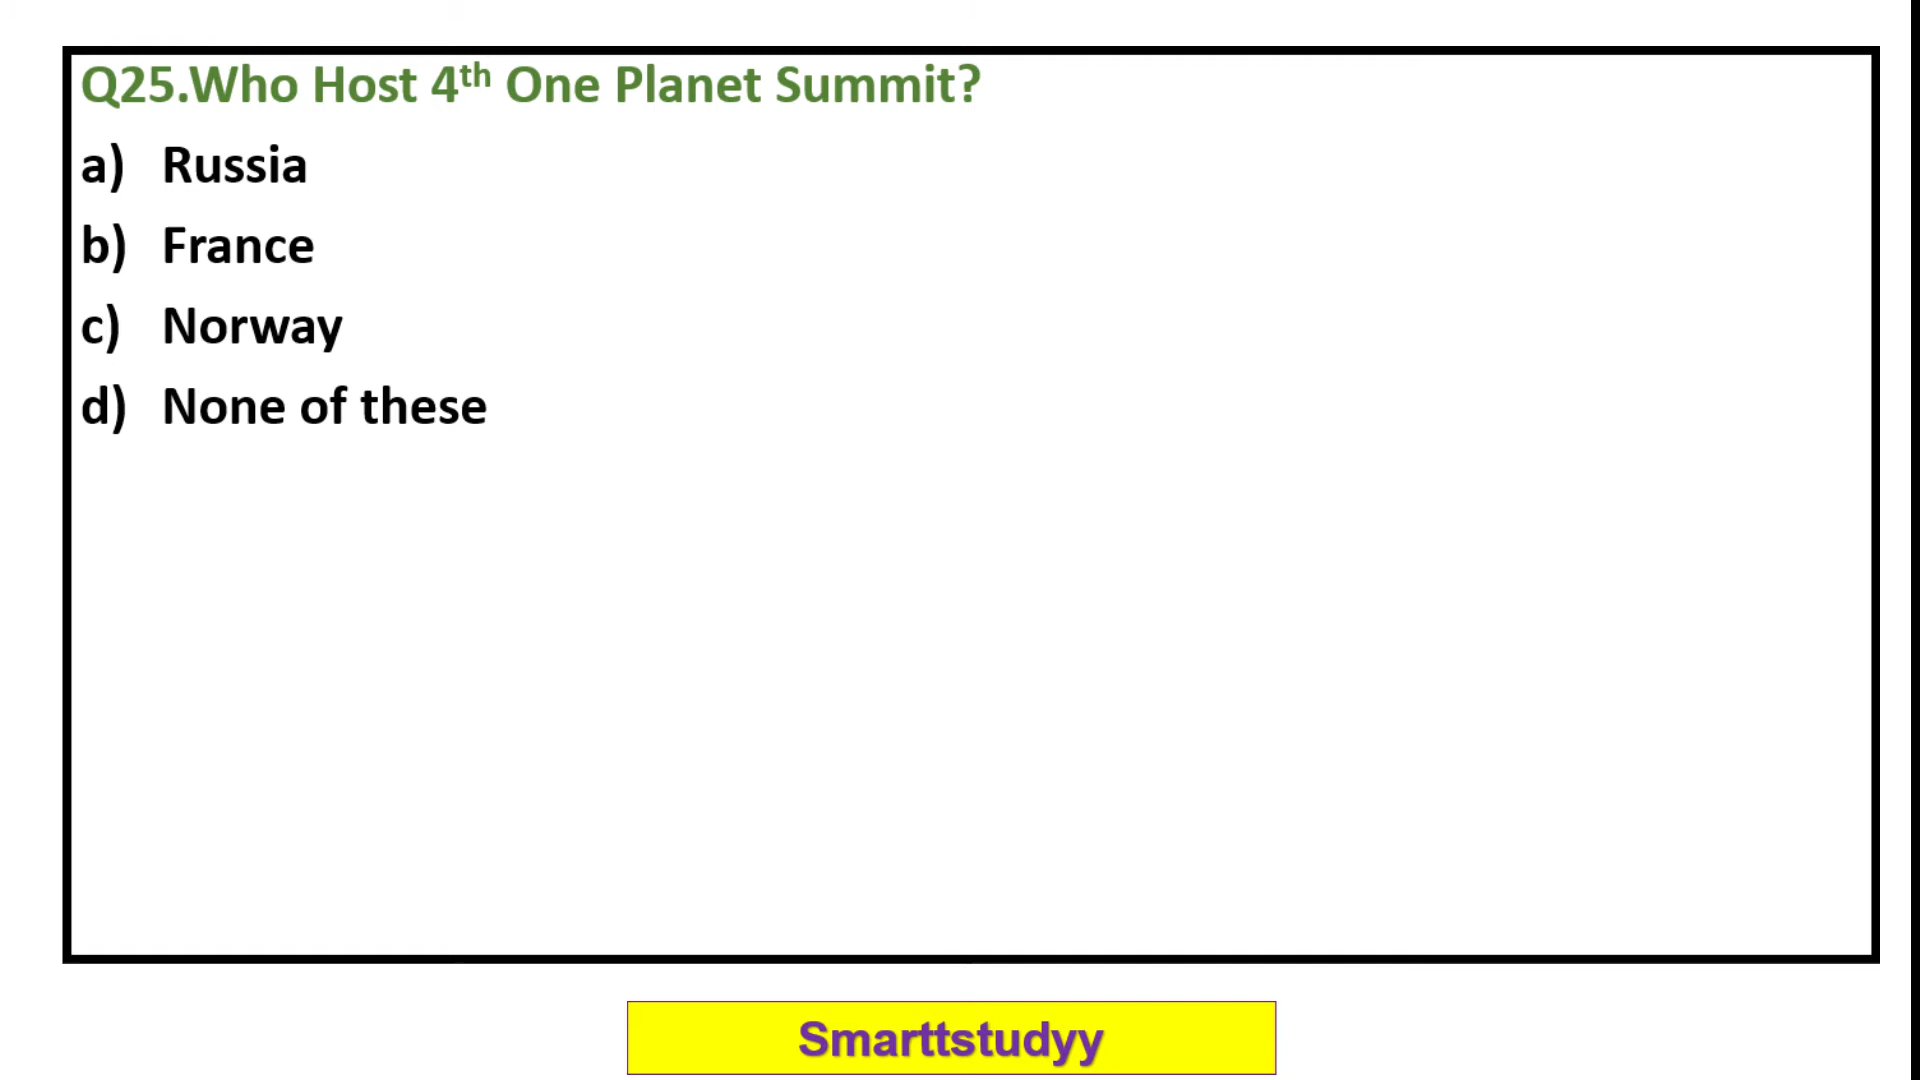 Q25.Who Host 4th One Planet Summit?
a) Russia
b) France
c) Norway
d) None of these
Smarttstudyy